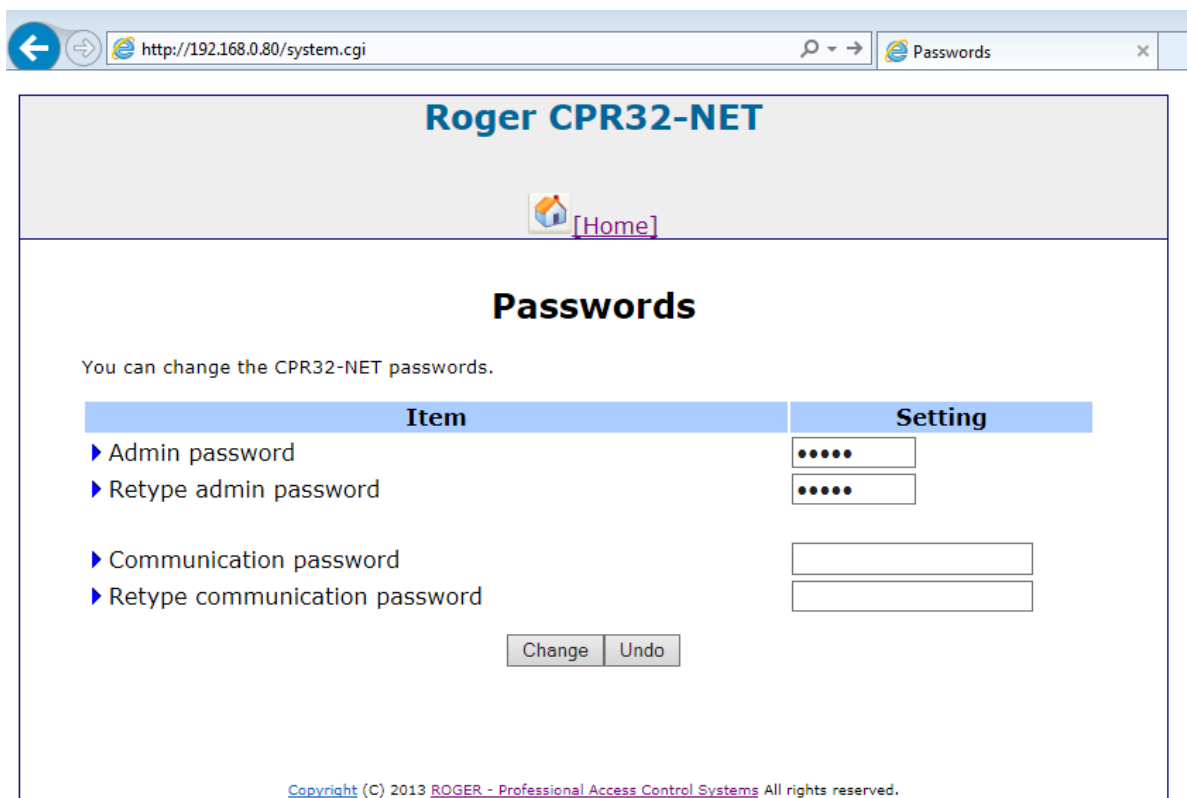 http://192.168.0.80/system.cgi
Passwords
Roger CPR32-NET
[Home]
Passwords
You can change the CPR32-NET passwords.
Item Setting
Admin password •••••
Retype admin password •••••
Communication password
Retype communication password
Change Undo
Copyright (C) 2013 ROGER - Professional Access Control Systems All rights reserved.